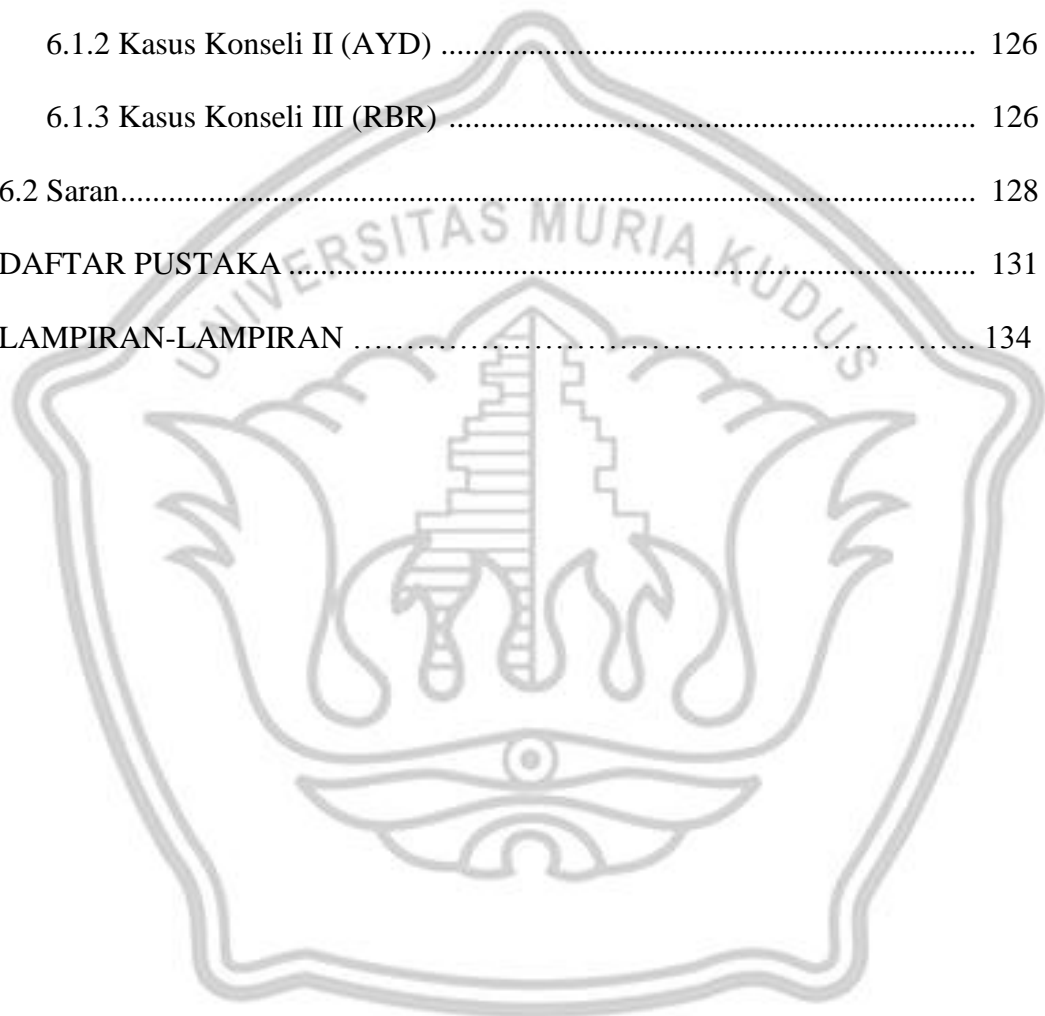 6.1.2 Kasus Konseli II (AYD) ........................................................................ 126
6.1.3 Kasus Konseli III (RBR) ....................................................................... 126
6.2 Saran................................................................................................................... 128
DAFTAR PUSTAKA ............................................................................................ 131
LAMPIRAN-LAMPIRAN ……………………………………………………….. 134
UNIVERSITAS MURIA KUDUS